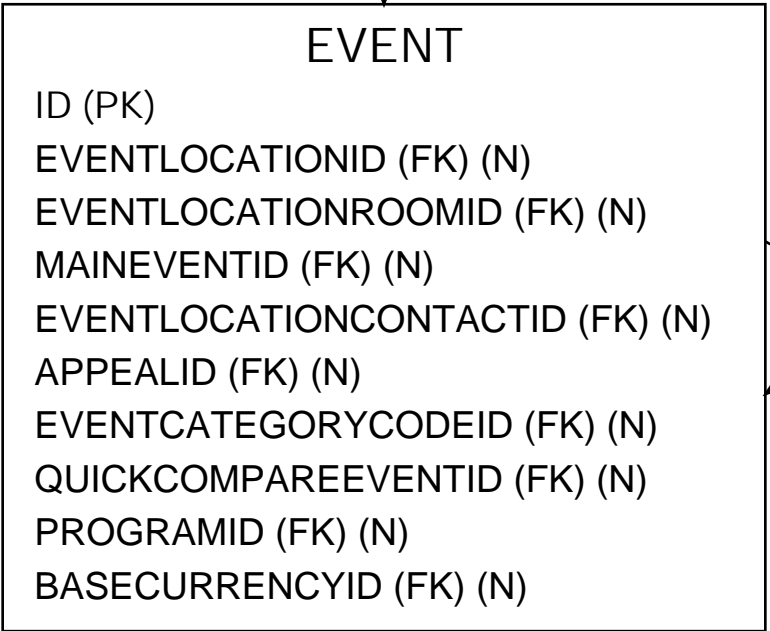 EVENT
ID (PK)
EVENTLOCATIONID (FK) (N)
EVENTLOCATIONROOMID (FK) (N)
MAINEVENTID (FK) (N)
EVENTLOCATIONCONTACTID (FK) (N)
APPEALID (FK) (N)
EVENTCATEGORYCODEID (FK) (N)
QUICKCOMPAREEVENTID (FK) (N)
PROGRAMID (FK) (N)
BASECURRENCYID (FK) (N)